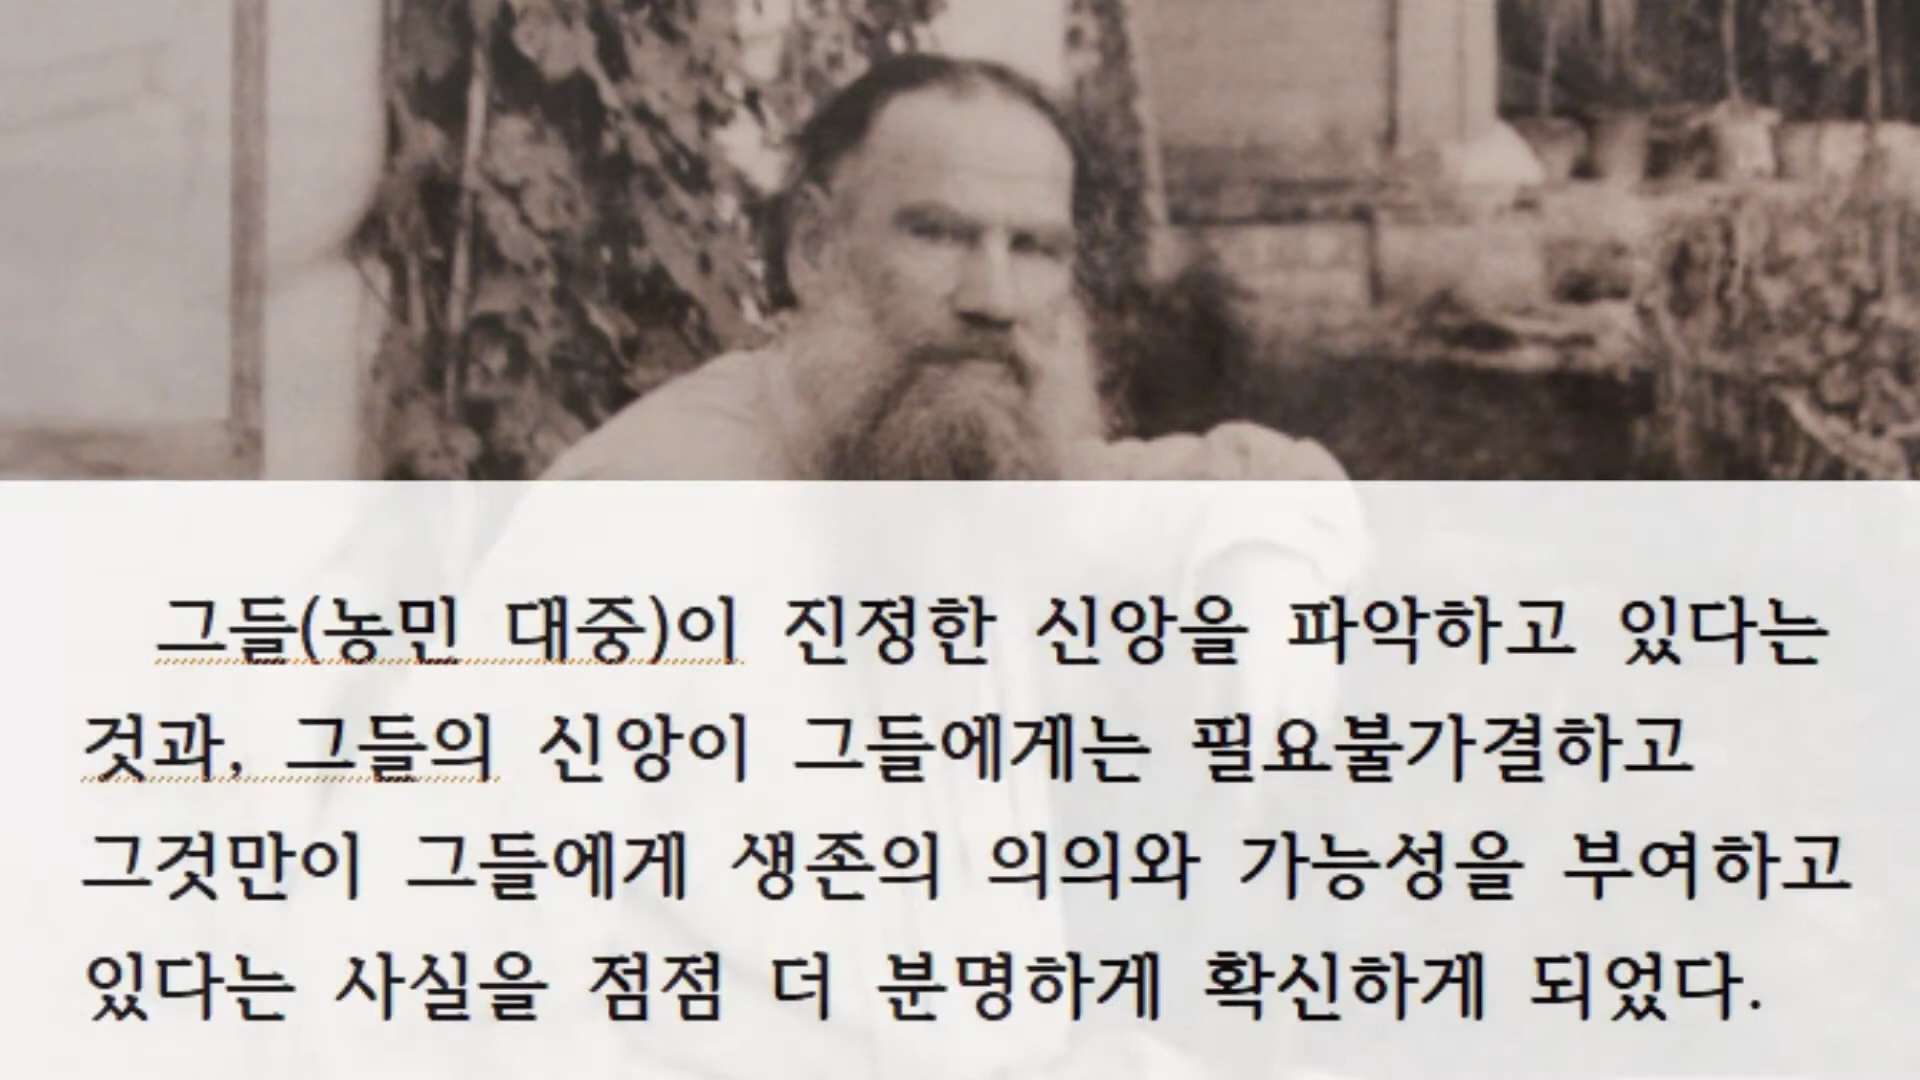 그들(농민 대중)이 진정한 신앙을 파악하고 있다는
것과, 그들의 신앙이 그들에게는 필요불가결하고
그것만이 그들에게 생존의 의의와 가능성을 부여하고
있다는 사실을 점점 더 분명하게 확신하게 되었다.